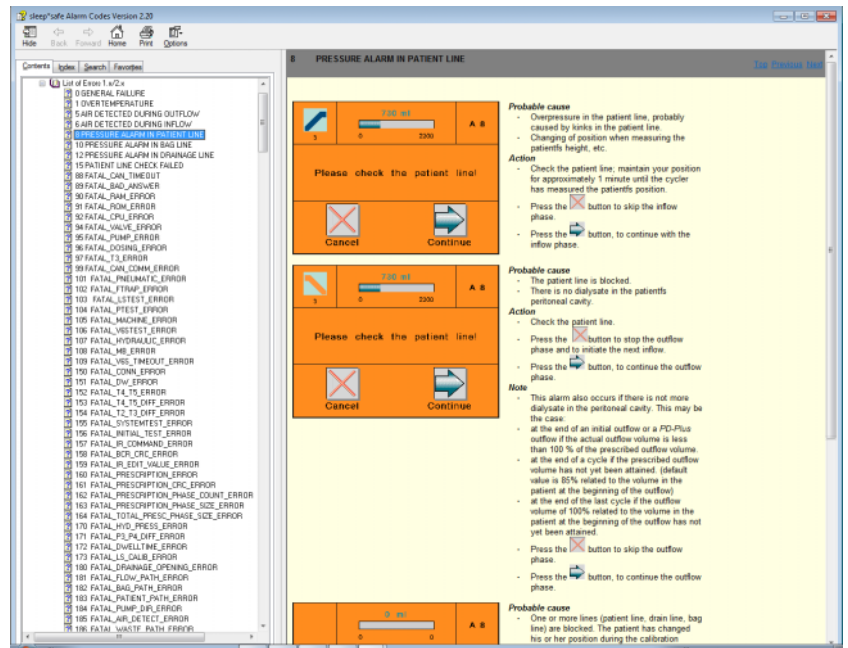 sleep°safe Alarm Codes Version 2.20
Hide Back Forward Home Print Options
Contents Index Search Favorites
List of Errors 1.x/2.x
0 GENERAL FAILURE
1 OVERTEMPERATURE
5 AIR DETECTED DURING OUTFLOW
6 AIR DETECTED DURING INFLOW
8 PRESSURE ALARM IN PATIENT LINE
10 PRESSURE ALARM IN BAG LINE
12 PRESSURE ALARM IN DRAINAGE LINE
15 PATIENT LINE CHECK FAILED
88 FATAL_CAN_TIMEOUT
89 FATAL_BAD_ANSWER
90 FATAL_RAM_ERROR
91 FATAL_ROM_ERROR
92 FATAL_CPU_ERROR
94 FATAL_VALVE_ERROR
95 FATAL_PUMP_ERROR
96 FATAL_DOSING_ERROR
97 FATAL_T3_ERROR
99 FATAL_CAN_COMM_ERROR
101 FATAL_PNEUMATIC_ERROR
102 FATAL_FTRAP_ERROR
103 FATAL_LSTEST_ERROR
104 FATAL_PTEST_ERROR
105 FATAL_MACHINE_ERROR
106 FATAL_V6STEST_ERROR
107 FATAL_HYDRAULIC_ERROR
108 FATAL_MB_ERROR
109 FATAL_V6S_TIMEOUT_ERROR
150 FATAL_CONN_ERROR
151 FATAL_DW_ERROR
152 FATAL_T4_T5_ERROR
153 FATAL_T4_T5_DIFF_ERROR
154 FATAL_T2_T3_DIFF_ERROR
155 FATAL_SYSTEMTEST_ERROR
156 FATAL_INITIAL_TEST_ERROR
157 FATAL_IR_COMMAND_ERROR
158 FATAL_BCR_CRC_ERROR
159 FATAL_IR_EDIT_VALUE_ERROR
160 FATAL_PRESCRIPTION_ERROR
161 FATAL_PRESCRIPTION_CRC_ERROR
162 FATAL_PRESCRIPTION_PHASE_COUNT_ERROR
163 FATAL_PRESCRIPTION_PHASE_SIZE_ERROR
164 FATAL_TOTAL_PRESC_PHASE_SIZE_ERROR
170 FATAL_HYD_PRESS_ERROR
171 FATAL_P3_P4_DIFF_ERROR
172 FATAL_DWELLTIME_ERROR
173 FATAL_LS_CALIB_ERROR
180 FATAL_DRAINAGE_OPENING_ERROR
181 FATAL_FLOW_PATH_ERROR
182 FATAL_BAG_PATH_ERROR
183 FATAL_PATIENT_PATH_ERROR
184 FATAL_PUMP_DIR_ERROR
185 FATAL_AIR_DETECT_ERROR
186 FATAL_WASTE_PATH_ERROR
8 PRESSURE ALARM IN PATIENT LINE
Top Previous Next
730 ml
3 0 2300 A 8
Please check the patient line!
Cancel Continue
Probable cause
- Overpressure in the patient line, probably
caused by kinks in the patient line.
- Changing of position when measuring the
patientfs height, etc.
Action
- Check the patient line; maintain your position
for approximately 1 minute until the cycler
has measured the patientfs position.
- Press the button to skip the inflow
phase.
- Press the button, to continue with the
inflow phase.
730 ml
3 0 2300 A 8
Please check the patient line!
Cancel Continue
Probable cause
- The patient line is blocked.
- There is no dialysate in the patientfs
peritoneal cavity.
Action
- Check the patient line.
- Press the button to stop the outflow
phase and to initiate the next inflow.
- Press the button, to continue the outflow
phase.
Note
- This alarm also occurs if there is not more
dialysate in the peritoneal cavity. This may be
the case:
- at the end of an initial outflow or a PD-Plus
outflow if the actual outflow volume is less
than 100 % of the prescribed outflow volume.
- at the end of a cycle if the prescribed outflow
volume has not yet been attained. (default
value is 85% related to the volume in the
patient at the beginning of the outflow)
- at the end of the last cycle if the outflow
volume of 100% related to the volume in the
patient at the beginning of the outflow has not
yet been attained.
- Press the button to skip the outflow
phase.
- Press the button, to continue the outflow
phase.
0 ml
0 0 A 8
Probable cause
- One or more lines (patient line, drain line, bag
line) are blocked. The patient has changed
his or her position during the calibration